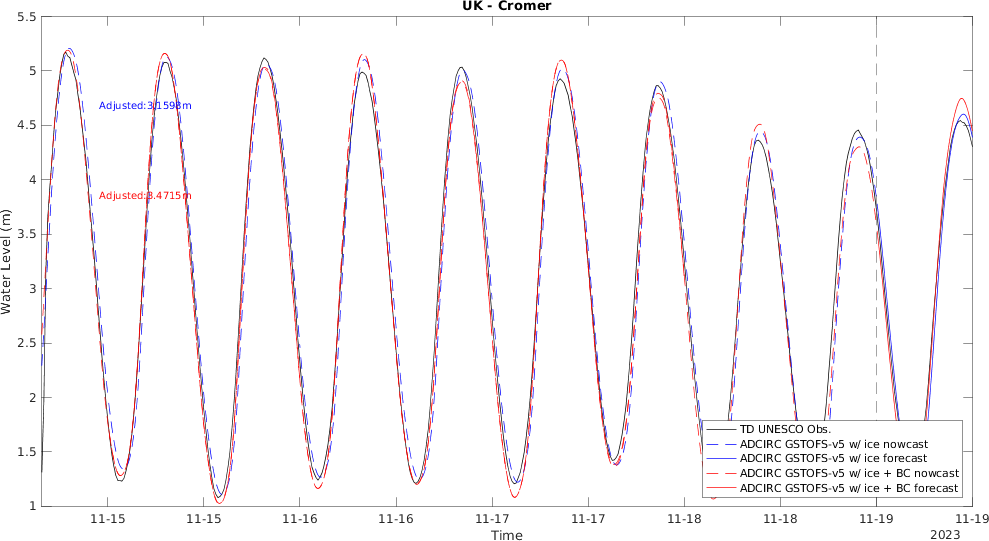 UK - Cromer
5.5
5
4.5
4
3.5
3
2.5
2
1.5
1
Water Level (m)
Adjusted:3.1598m
Adjusted:3.4715m
TD UNESCO Obs.
ADCIRC GSTOFS-v5 w/ ice nowcast
ADCIRC GSTOFS-v5 w/ ice forecast
ADCIRC GSTOFS-v5 w/ ice + BC nowcast
ADCIRC GSTOFS-v5 w/ ice + BC forecast
11-15
11-15
11-16
11-16
11-17
11-17
11-18
11-18
11-19
11-19
Time
2023